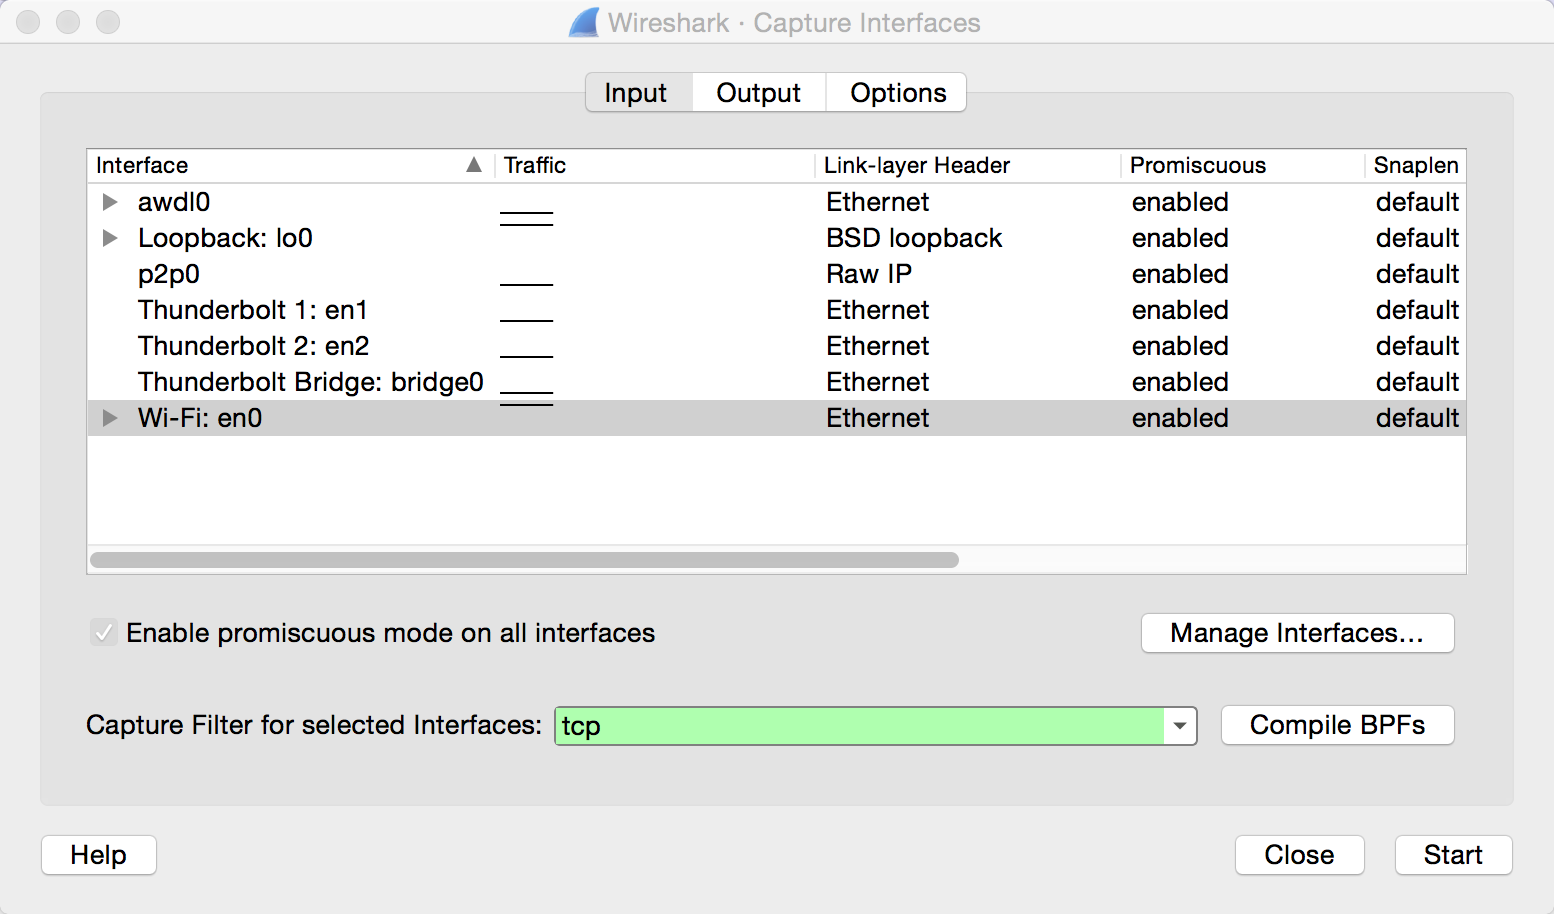 Wireshark · Capture Interfaces
Input Output Options
Interface Traffic Link-layer Header Promiscuous Snaplen
awdl0 Ethernet enabled default
Loopback: lo0 BSD loopback enabled default
p2p0 Raw IP enabled default
Thunderbolt 1: en1 Ethernet enabled default
Thunderbolt 2: en2 Ethernet enabled default
Thunderbolt Bridge: bridge0 Ethernet enabled default
Wi-Fi: en0 Ethernet enabled default
Enable promiscuous mode on all interfaces Manage Interfaces...
Capture Filter for selected Interfaces: tcp Compile BPFs
Help Close Start